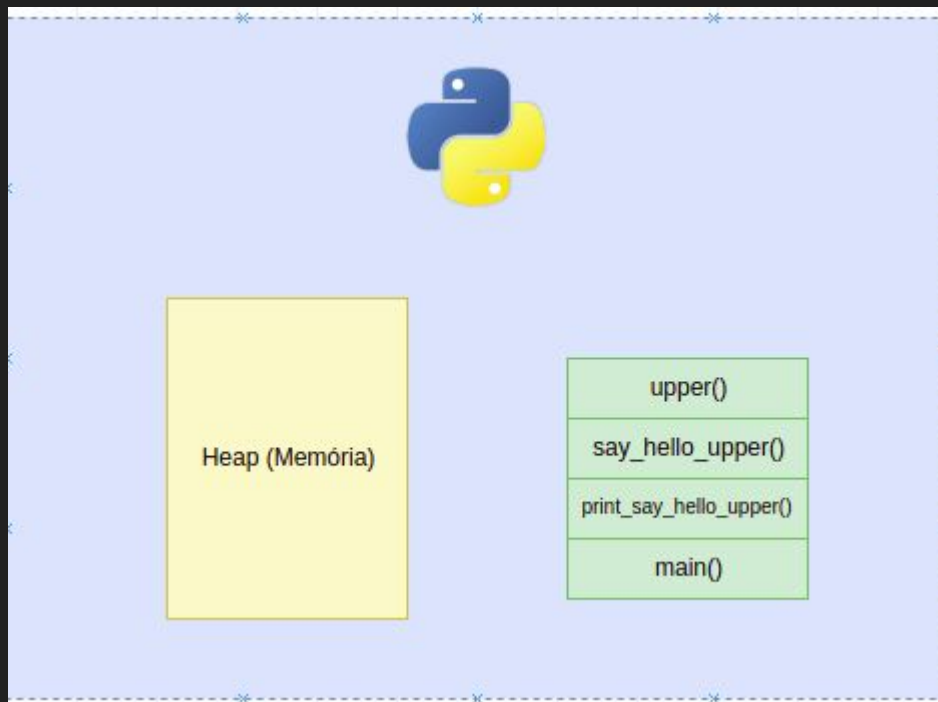 Heap (Memória)
upper()
say_hello_upper()
print_say_hello_upper()
main()